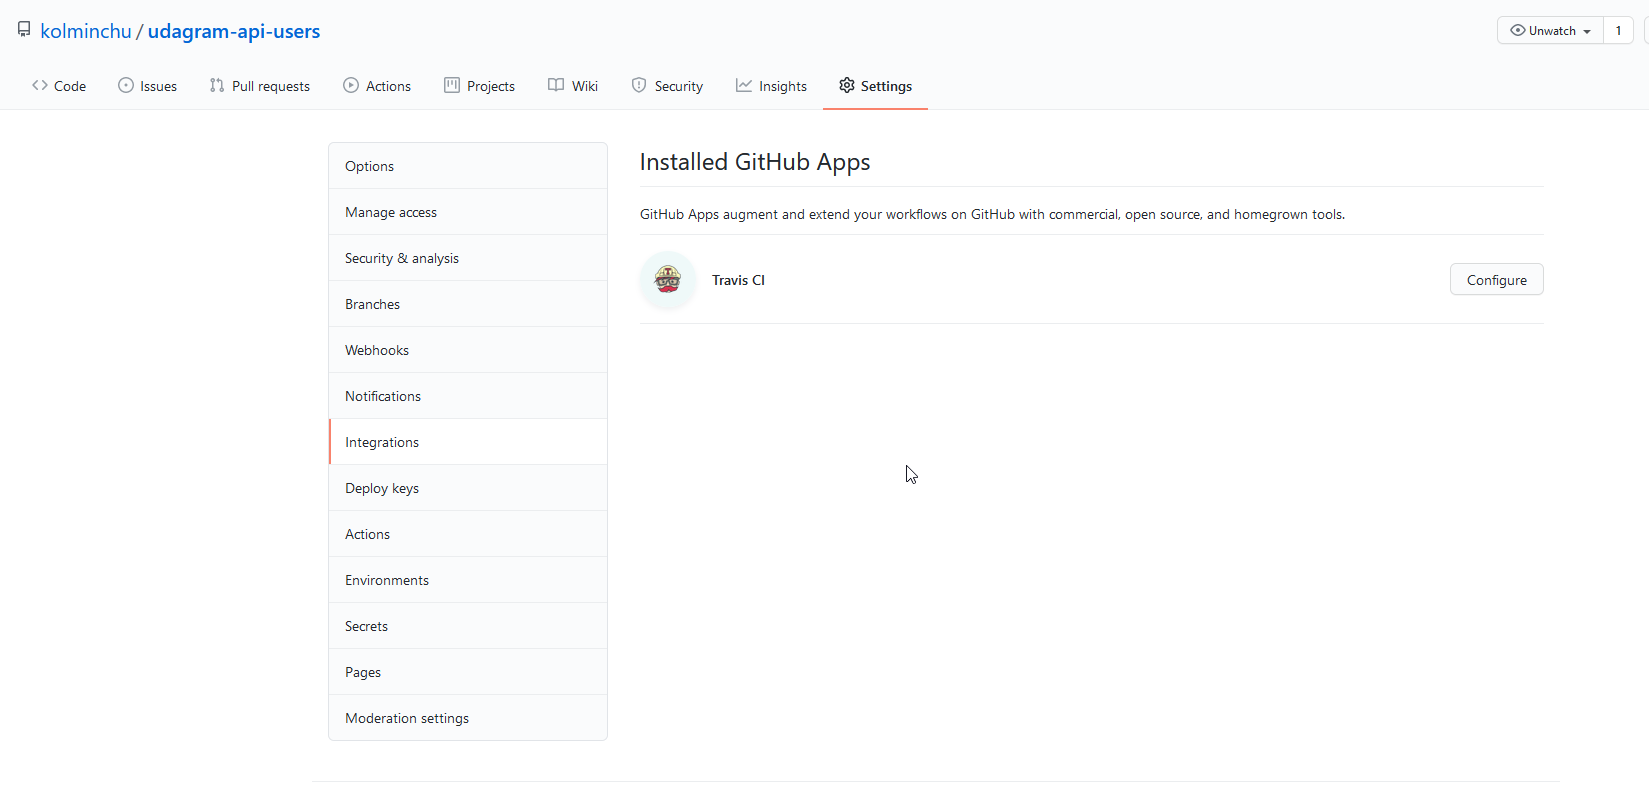 kolminchu / udagram-api-users
Unwatch 1
Code Issues Pull requests Actions Projects Wiki Security Insights Settings
Options
Manage access
Security & analysis
Branches
Webhooks
Notifications
Integrations
Deploy keys
Actions
Environments
Secrets
Pages
Moderation settings
Installed GitHub Apps
GitHub Apps augment and extend your workflows on GitHub with commercial, open source, and homegrown tools.
Travis CI
Configure